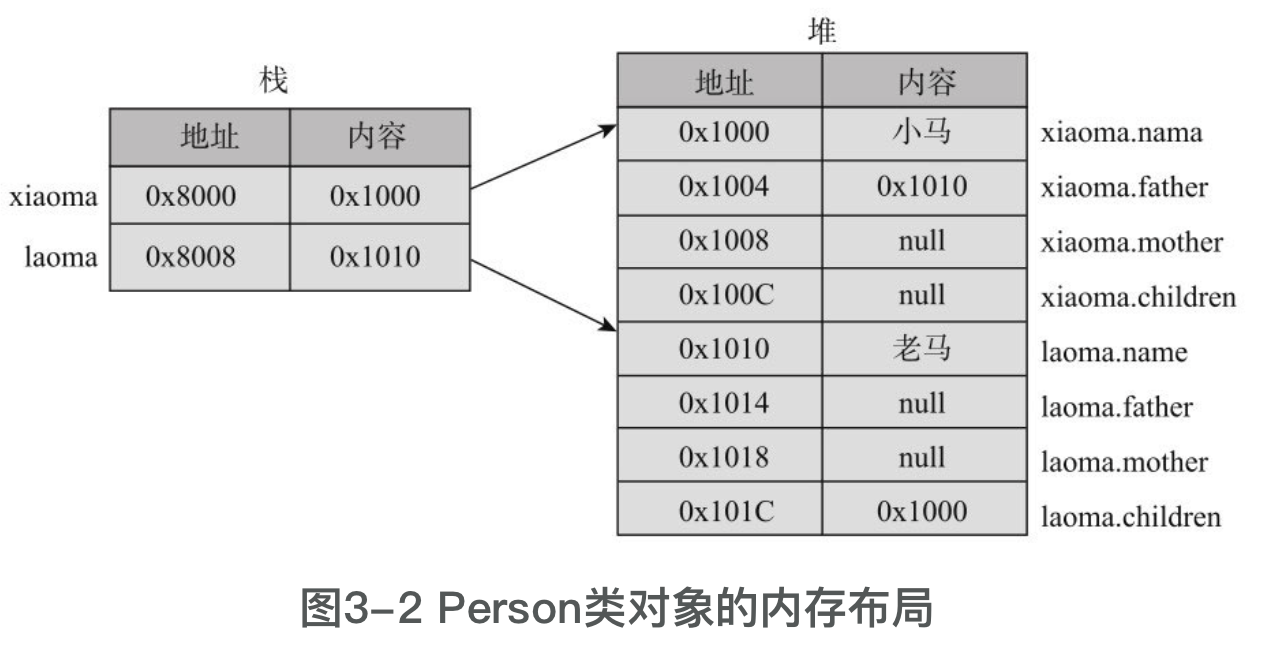 堆
栈
地址 内容
地址 内容
0x1000 小马 xiaoma.nama
xiaoma 0x8000 0x1000
0x1004 0x1010 xiaoma.father
laoma 0x8008 0x1010
0x1008 null xiaoma.mother
0x100C null xiaoma.children
0x1010 老马 laoma.name
0x1014 null laoma.father
0x1018 null laoma.mother
0x101C 0x1000 laoma.children
图3-2 Person类对象的内存布局